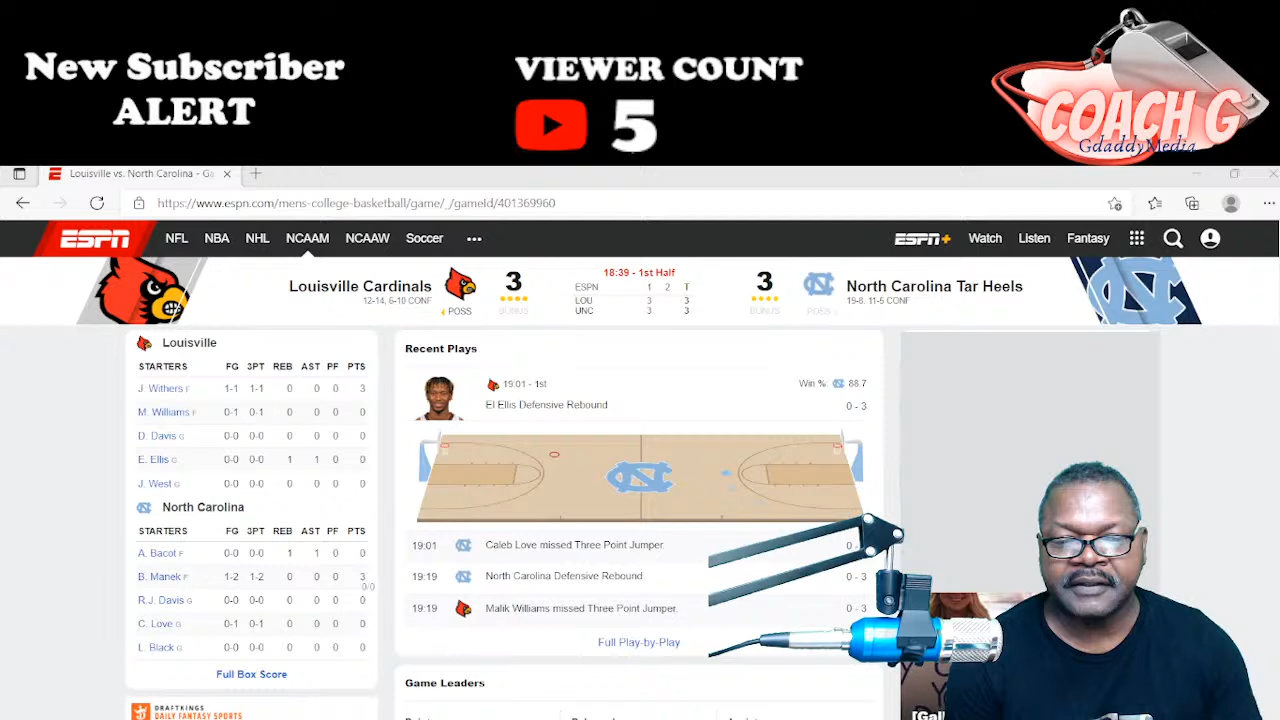 New Subscriber
ALERT
VIEWER COUNT
5
COACH G
GdaddyMedia
Louisville vs. North Carolina - Ga
https://www.espn.com/mens-college-basketball/game/_/gameId/401369960
ESPN NFL NBA NHL NCAAM NCAAW Soccer ... ESPN+ Watch Listen Fantasy
Louisville Cardinals
12-14, 6-10 CONF
POSS
3
BONUS
18:39 - 1st Half
ESPN 1 2 T
LOU 3 3
UNC 3 3
3
BONUS
POSS
North Carolina Tar Heels
19-8, 11-5 CONF
Louisville
STARTERS FG 3PT REB AST PF PTS
J. Withers F 1-1 1-1 0 0 0 3
M. Williams F 0-1 0-1 0 0 0 0
D. Davis G 0-0 0-0 0 0 0 0
E. Ellis G 0-0 0-0 1 1 0 0
J. West G 0-0 0-0 0 0 0 0
North Carolina
STARTERS FG 3PT REB AST PF PTS
A. Bacot F 0-0 0-0 1 1 0 0
B. Manek F 1-2 1-2 0 0 0 3
0/0
R.J. Davis G 0-0 0-0 0 0 0 0
C. Love G 0-1 0-1 0 0 0 0
L. Black G 0-0 0-0 0 0 0 0
Full Box Score
DRAFTKINGS
DAILY FANTASY SPORTS
Recent Plays
19:01 - 1st
Win %: 88.7
El Ellis Defensive Rebound
0 - 3
19:01 Caleb Love missed Three Point Jumper. 0 - 3
19:19 North Carolina Defensive Rebound 0 - 3
19:19 Malik Williams missed Three Point Jumper. 0 - 3
Full Play-by-Play
Game Leaders